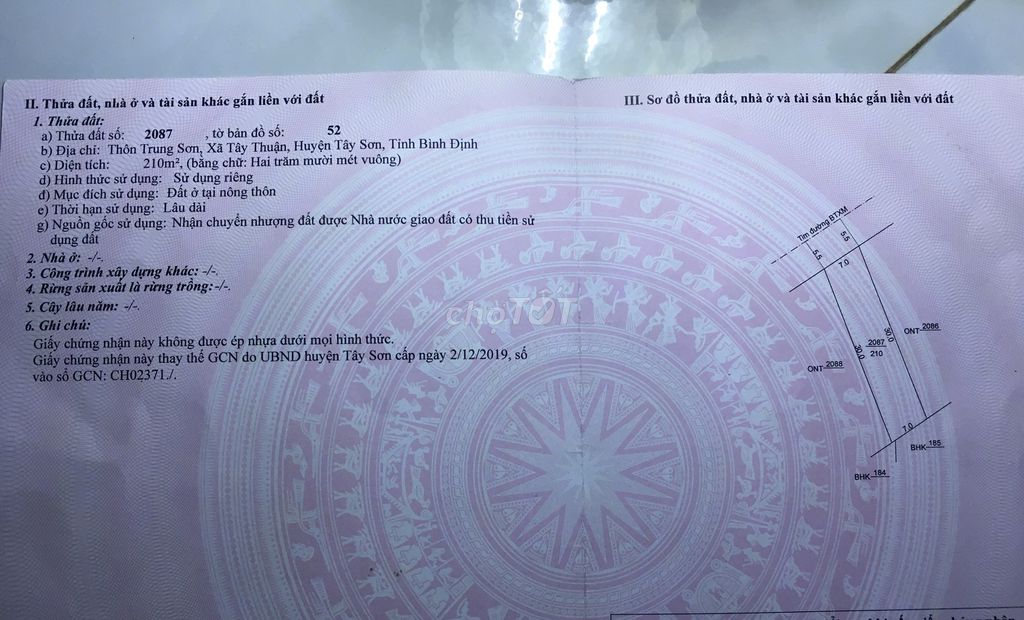 II. Thửa đất, nhà ở và tài sản khác gắn liền với đất
1. Thửa đất:
a) Thửa đất số: 2087 , tờ bản đồ số: 52
b) Địa chỉ: Thôn Trung Sơn, Xã Tây Thuận, Huyện Tây Sơn, Tỉnh Bình Định
c) Diện tích: 210m², (bằng chữ: Hai trăm mười mét vuông)
d) Hình thức sử dụng: Sử dụng riêng
đ) Mục đích sử dụng: Đất ở tại nông thôn
e) Thời hạn sử dụng: Lâu dài
g) Nguồn gốc sử dụng: Nhận chuyển nhượng đất được Nhà nước giao đất có thu tiền sử
dụng đất
2. Nhà ở: -/-.
3. Công trình xây dựng khác: -/-.
4. Rừng sản xuất là rừng trồng: -/-.
5. Cây lâu năm: -/-.
6. Ghi chú:
Giấy chứng nhận này không được ép nhựa dưới mọi hình thức.
Giấy chứng nhận này thay thế GCN do UBND huyện Tây Sơn cấp ngày 2/12/2019, số
vào sổ GCN: CH02371./.
III. Sơ đồ thửa đất, nhà ở và tài sản khác gắn liền với đất
Tim đường BTXM
5.5
5.5
7.0
ONT 2086
30.0
2087
210
30.0
ONT 2088
7.0
BHK 185
BHK 184
chợTỐT